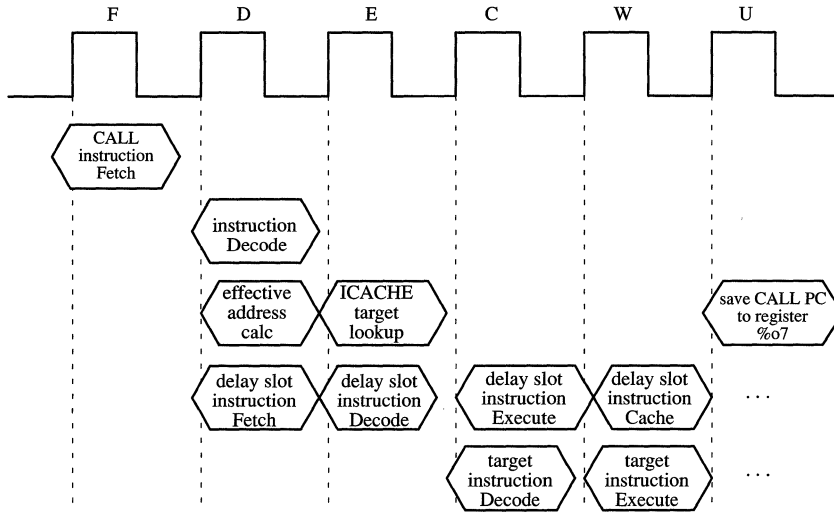 F D E C W U
CALL
instruction
Fetch
instruction
Decode
effective
address
calc
ICACHE
target
lookup
save CALL PC
to register
%o7
delay slot
instruction
Fetch
delay slot
instruction
Decode
delay slot
instruction
Execute
delay slot
instruction
Cache
...
target
instruction
Decode
target
instruction
Execute
...